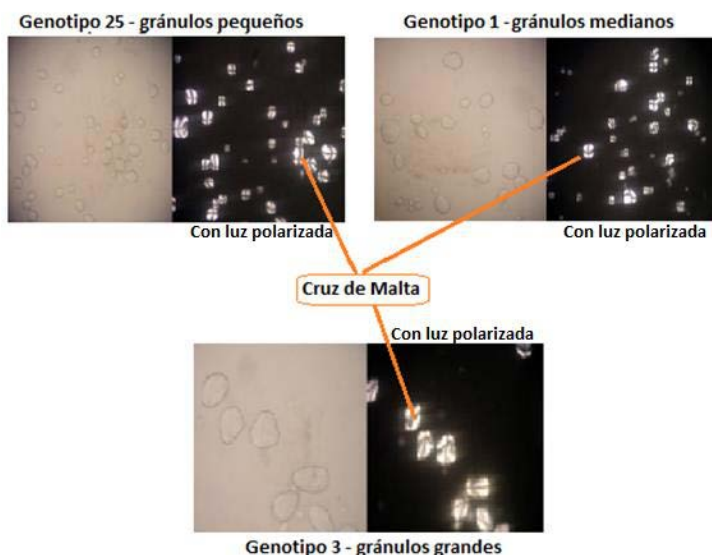 Genotipo 25 - gránulos pequeños
Genotipo 1 - gránulos medianos
Con luz polarizada
Con luz polarizada
Cruz de Malta
Con luz polarizada
Genotipo 3 - gránulos grandes